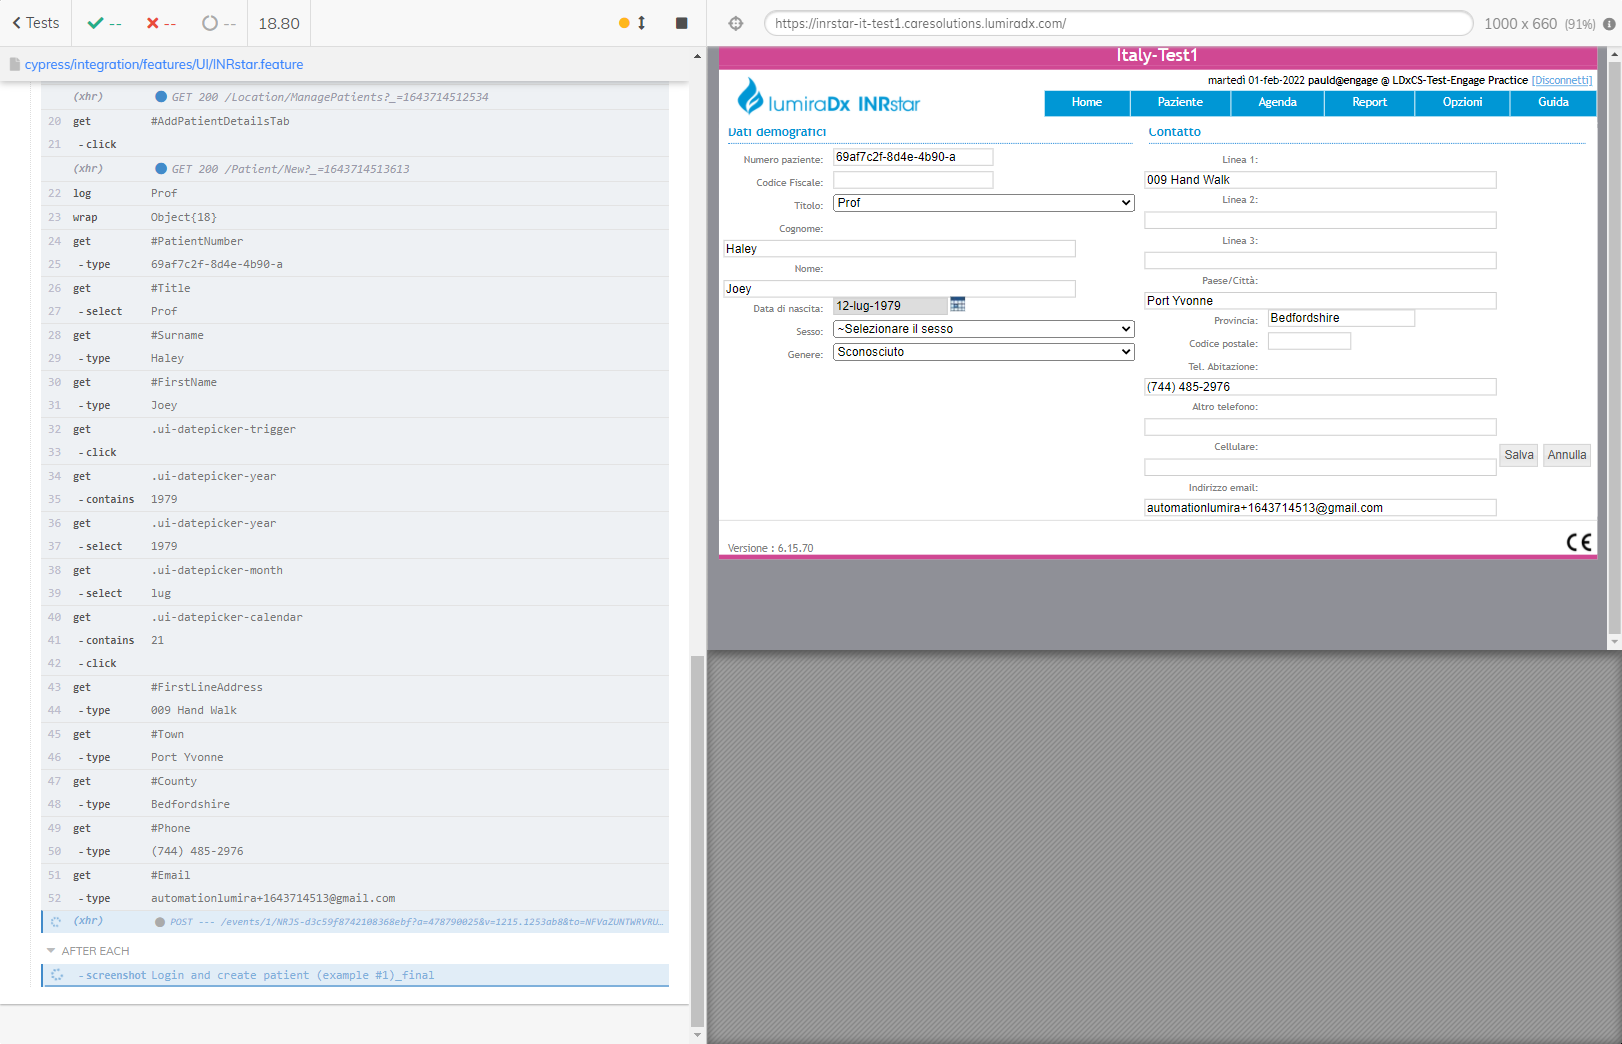 Tests
--
--
--
18.80
cypress/integration/features/UI/INRstar.feature
(xhr) GET 200 /Location/ManagePatients?_=1643714512534
20 get #AddPatientDetailsTab
21 -click
(xhr) GET 200 /Patient/New?_=1643714513613
22 log Prof
23 wrap Object{18}
24 get #PatientNumber
25 -type 69af7c2f-8d4e-4b90-a
26 get #Title
27 -select Prof
28 get #Surname
29 -type Haley
30 get #FirstName
31 -type Joey
32 get .ui-datepicker-trigger
33 -click
34 get .ui-datepicker-year
35 -contains 1979
36 get .ui-datepicker-year
37 -select 1979
38 get .ui-datepicker-month
39 -select lug
40 get .ui-datepicker-calendar
41 -contains 21
42 -click
43 get #FirstLineAddress
44 -type 009 Hand Walk
45 get #Town
46 -type Port Yvonne
47 get #County
48 -type Bedfordshire
49 get #Phone
50 -type (744) 485-2976
51 get #Email
52 -type automationlumira+1643714513@gmail.com
(xhr) POST --- /events/1/NRJS-d3c59f8742108368ebf?a=478790025&v=1215.1253ab8&to=NFVaZUNTWRVRU…
AFTER EACH
-screenshot Login and create patient (example #1)_final
https://inrstar-it-test1.caresolutions.lumiradx.com/
1000 x 660 (91%)
Italy-Test1
martedì 01-feb-2022 pauld@engage @ LDxCS-Test-Engage Practice [Disconnetti]
lumiraDx INRstar
Home Paziente Agenda Report Opzioni Guida
Dati demografici
Numero paziente: 69af7c2f-8d4e-4b90-a
Codice Fiscale:
Titolo: Prof
Cognome:
Haley
Nome:
Joey
Data di nascita: 12-lug-1979
Sesso: ~Selezionare il sesso
Genere: Sconosciuto
Contatto
Linea 1:
009 Hand Walk
Linea 2:
Linea 3:
Paese/Città:
Port Yvonne
Provincia: Bedfordshire
Codice postale:
Tel. Abitazione:
(744) 485-2976
Altro telefono:
Cellulare:
Salva Annulla
Indirizzo email:
automationlumira+1643714513@gmail.com
Versione : 6.15.70
CE